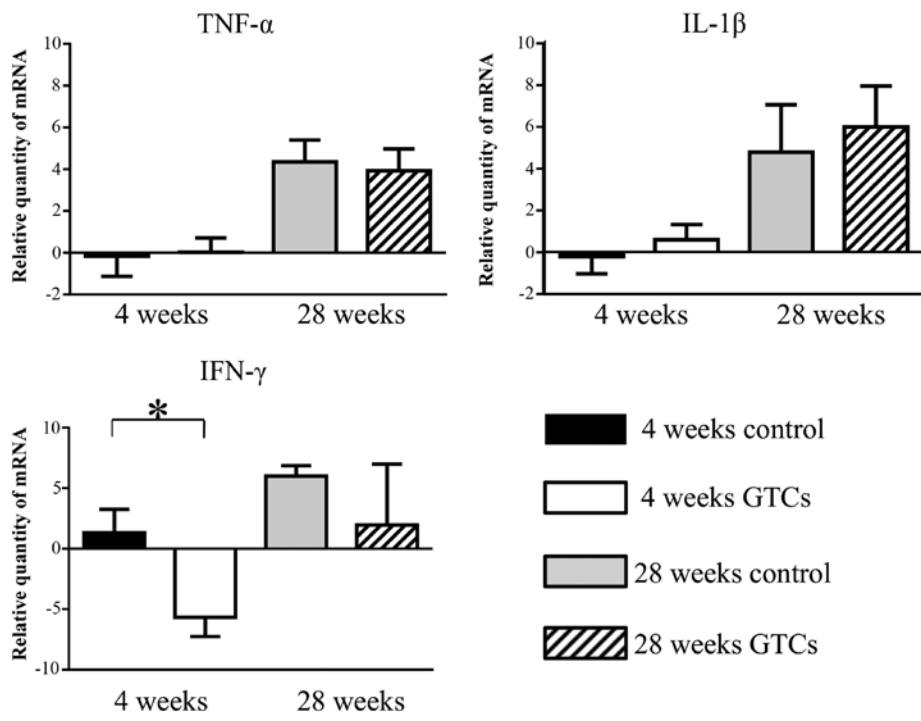 TNF-α
Relative quantity of mRNA
10
8
6
4
2
0
-2
4 weeks
28 weeks
IL-1β
Relative quantity of mRNA
10
8
6
4
2
0
-2
4 weeks
28 weeks
IFN-γ
Relative quantity of mRNA
10
5
0
-5
-10
*
4 weeks
28 weeks
4 weeks control
4 weeks GTCs
28 weeks control
28 weeks GTCs